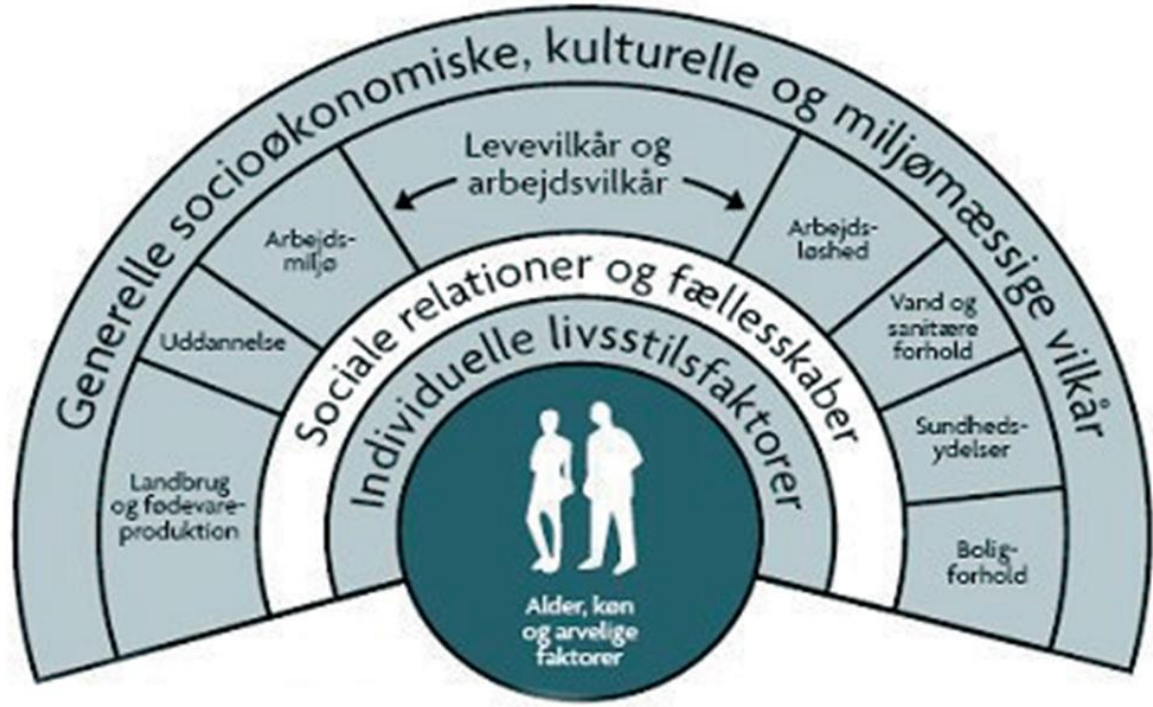 Generelle socioøkonomiske, kulturelle og miljømæssige vilkår
Levevilkår og
arbejdsvilkår
Landbrug
og fødevare-
produktion
Uddannelse
Arbejds-
miljø
Arbejds-
løshed
Vand og
sanitære
forhold
Sundheds-
ydelser
Bolig-
forhold
Sociale relationer og fællesskaber
Individuelle livsstilsfaktorer
Alder, køn
og arvelige
faktorer